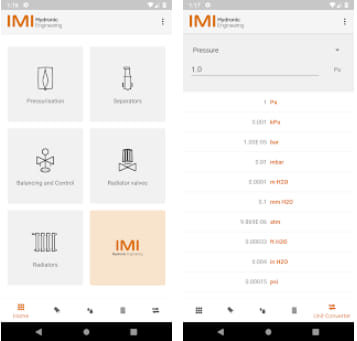 1:16
IMI Hydronic
Engineering
Pressurisation
Separators
Balancing and Control
Radiator valves
Radiators
IMI
Hydronic Engineering
Home
1:17
IMI Hydronic
Engineering
Pressure
1.0 Pa
1 Pa
0.001 kPa
1.00E-05 bar
0.01 mbar
0.0001 m H2O
0.1 mm H2O
9.869E-06 atm
0.00033 ft H2O
0.004 in H2O
0.00015 psi
Unit-Converter